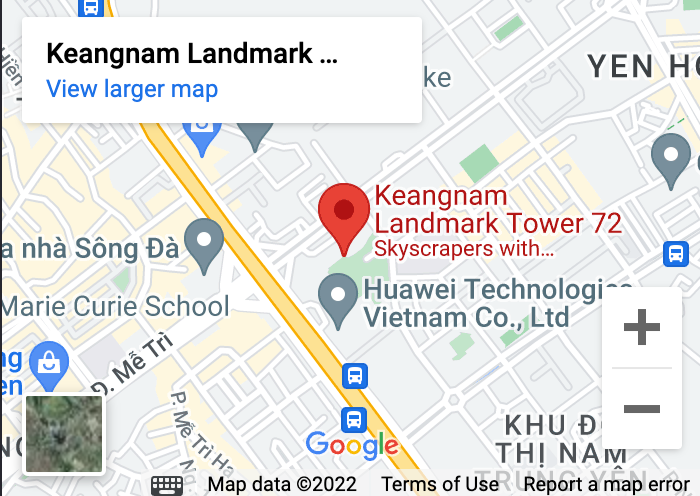 Keangnam Landmark ...
View larger map
YEN HO
ke
Keangnam
Landmark Tower 72
Skyscrapers with...
a nhà Sông Đà
Marie Curie School
Huawei Technologies
Vietnam Co., Ltd
Đ. Mễ Trì
P. Mễ Trì Hạ
en
KHU ĐÔ
THỊ NAM
TRUNG YÊN
Google
Map data ©2022
Terms of Use
Report a map error